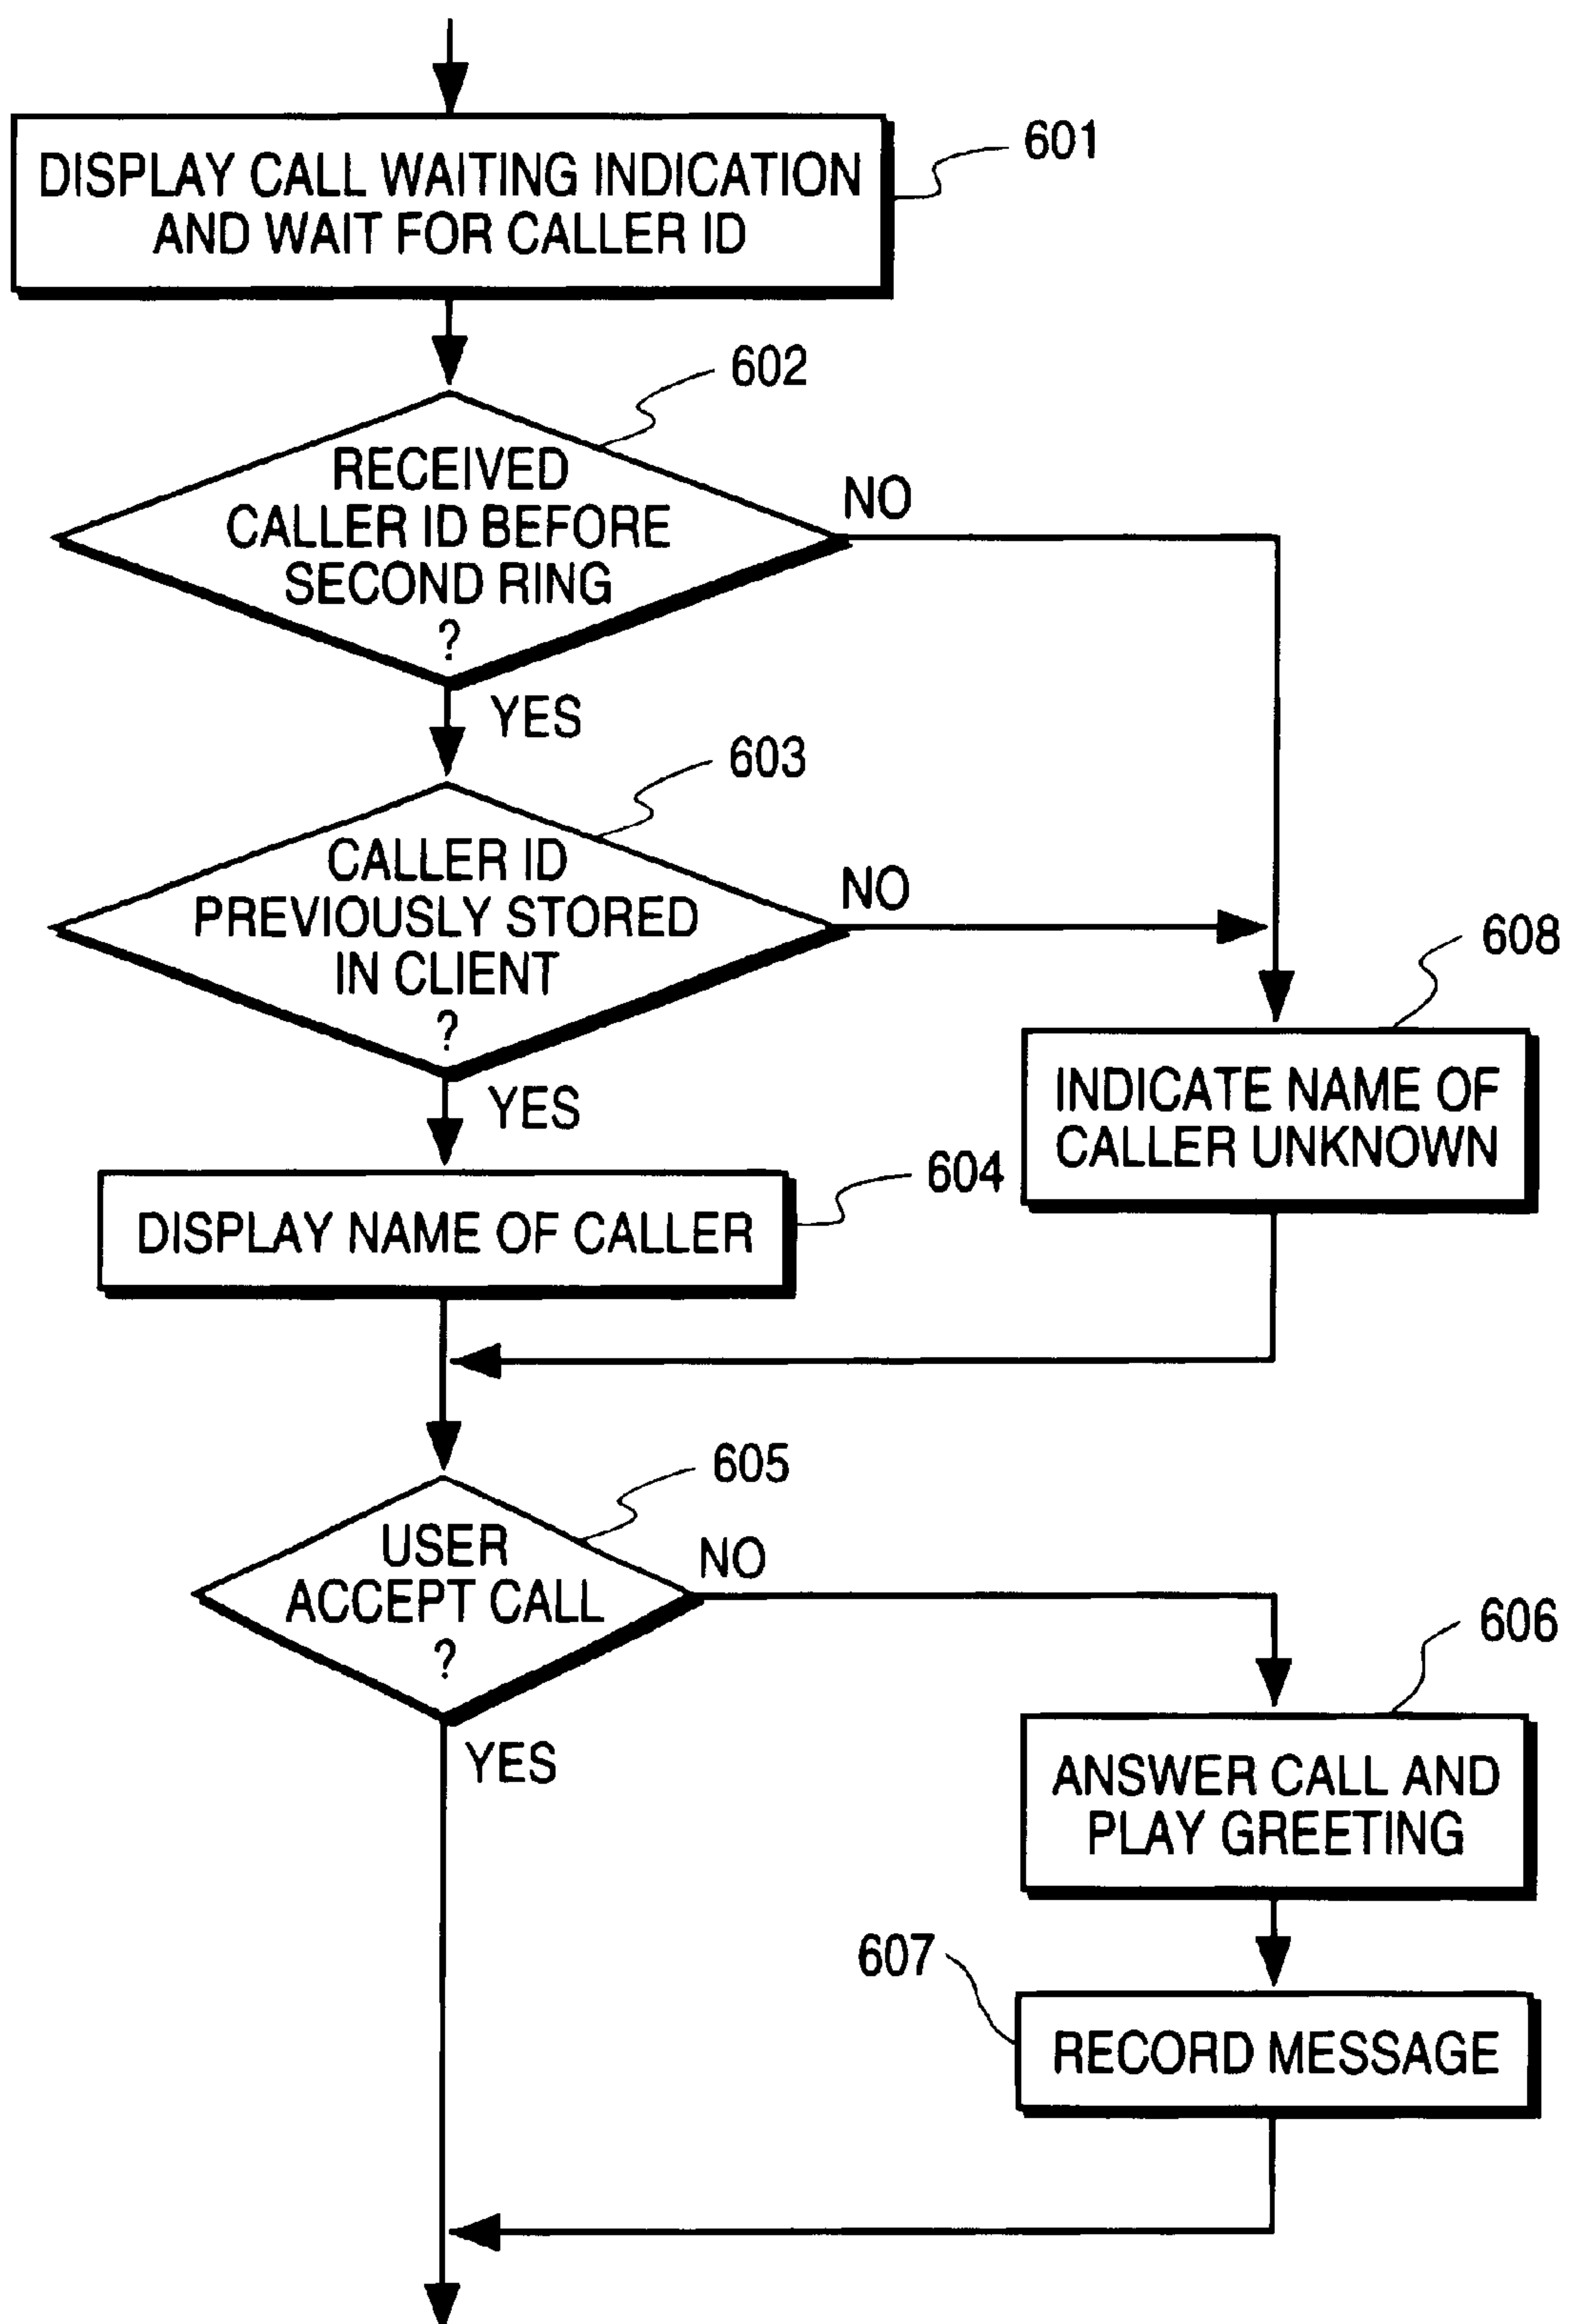 601
DISPLAY CALL WAITING INDICATION
AND WAIT FOR CALLER ID
602
RECEIVED
CALLER ID BEFORE
SECOND RING
?
NO
YES
603
CALLER ID
PREVIOUSLY STORED
IN CLIENT
?
NO
YES
608
INDICATE NAME OF
CALLER UNKNOWN
604
DISPLAY NAME OF CALLER
605
USER
ACCEPT CALL
?
NO
YES
606
ANSWER CALL AND
PLAY GREETING
607
RECORD MESSAGE